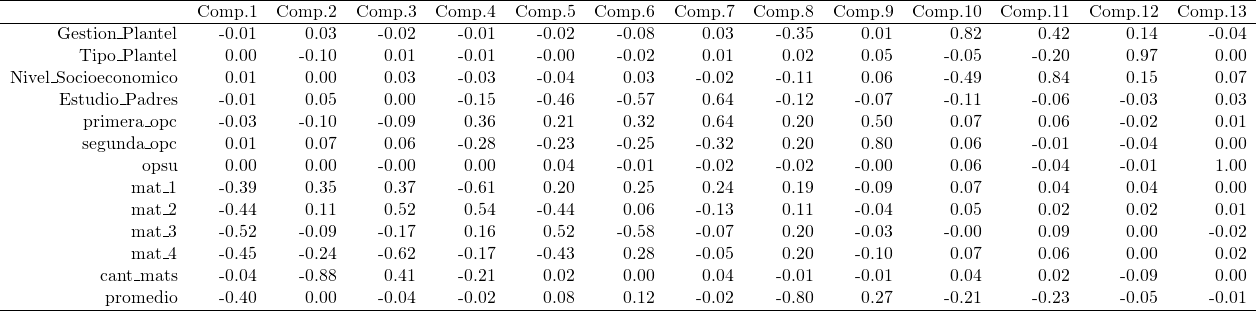 Comp.1 Comp.2 Comp.3 Comp.4 Comp.5 Comp.6 Comp.7 Comp.8 Comp.9 Comp.10 Comp.11 Comp.12 Comp.13
Gestion_Plantel -0.01 0.03 -0.02 -0.01 -0.02 -0.08 0.03 -0.35 0.01 0.82 0.42 0.14 -0.04
Tipo_Plantel 0.00 -0.10 0.01 -0.01 -0.00 -0.02 0.01 0.02 0.05 -0.05 -0.20 0.97 0.00
Nivel_Socioeconomico 0.01 0.00 0.03 -0.03 -0.04 0.03 -0.02 -0.11 0.06 -0.49 0.84 0.15 0.07
Estudio_Padres -0.01 0.05 0.00 -0.15 -0.46 -0.57 0.64 -0.12 -0.07 -0.11 -0.06 -0.03 0.03
primera_opc -0.03 -0.10 -0.09 0.36 0.21 0.32 0.64 0.20 0.50 0.07 0.06 -0.02 0.01
segunda_opc 0.01 0.07 0.06 -0.28 -0.23 -0.25 -0.32 0.20 0.80 0.06 -0.01 -0.04 0.00
opsu 0.00 0.00 -0.00 0.00 0.04 -0.01 -0.02 -0.02 -0.00 0.06 -0.04 -0.01 1.00
mat_1 -0.39 0.35 0.37 -0.61 0.20 0.25 0.24 0.19 -0.09 0.07 0.04 0.04 0.00
mat_2 -0.44 0.11 0.52 0.54 -0.44 0.06 -0.13 0.11 -0.04 0.05 0.02 0.02 0.01
mat_3 -0.52 -0.09 -0.17 0.16 0.52 -0.58 -0.07 0.20 -0.03 -0.00 0.09 0.00 -0.02
mat_4 -0.45 -0.24 -0.62 -0.17 -0.43 0.28 -0.05 0.20 -0.10 0.07 0.06 0.00 0.02
cant_mats -0.04 -0.88 0.41 -0.21 0.02 0.00 0.04 -0.01 -0.01 0.04 0.02 -0.09 0.00
promedio -0.40 0.00 -0.04 -0.02 0.08 0.12 -0.02 -0.80 0.27 -0.21 -0.23 -0.05 -0.01